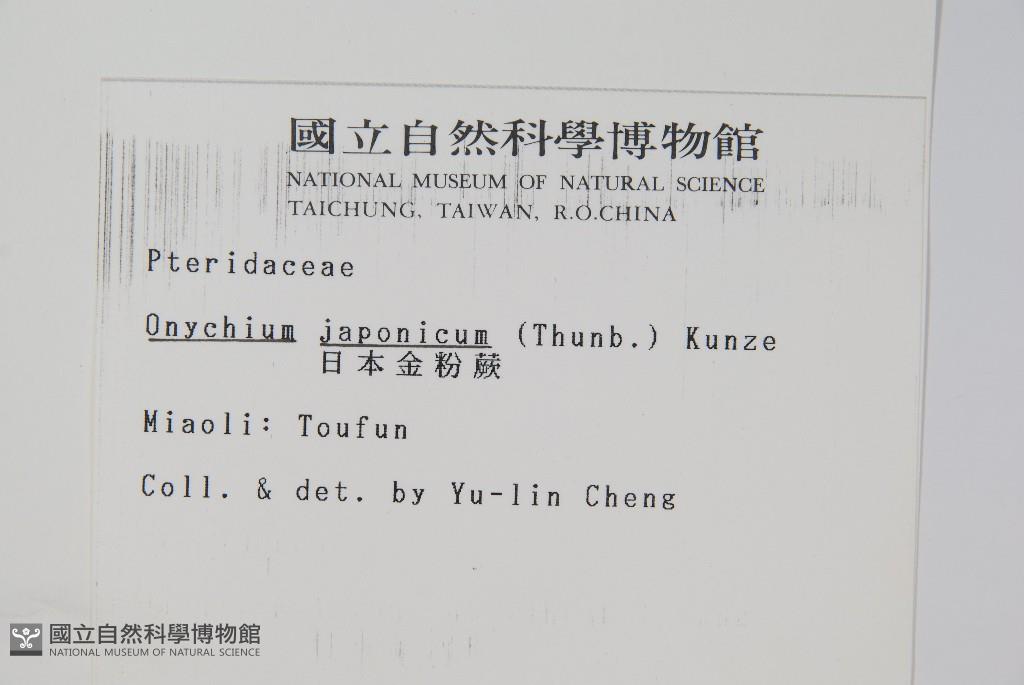 國立自然科學博物館
NATIONAL MUSEUM OF NATURAL SCIENCE
TAICHUNG, TAIWAN, R.O.CHINA
Pteridaceae
Onychium japonicum (Thunb.) Kunze
日本金粉蕨
Miaoli: Toufun
Coll. & det. by Yu-lin Cheng
國立自然科學博物館
NATIONAL MUSEUM OF NATURAL SCIENCE